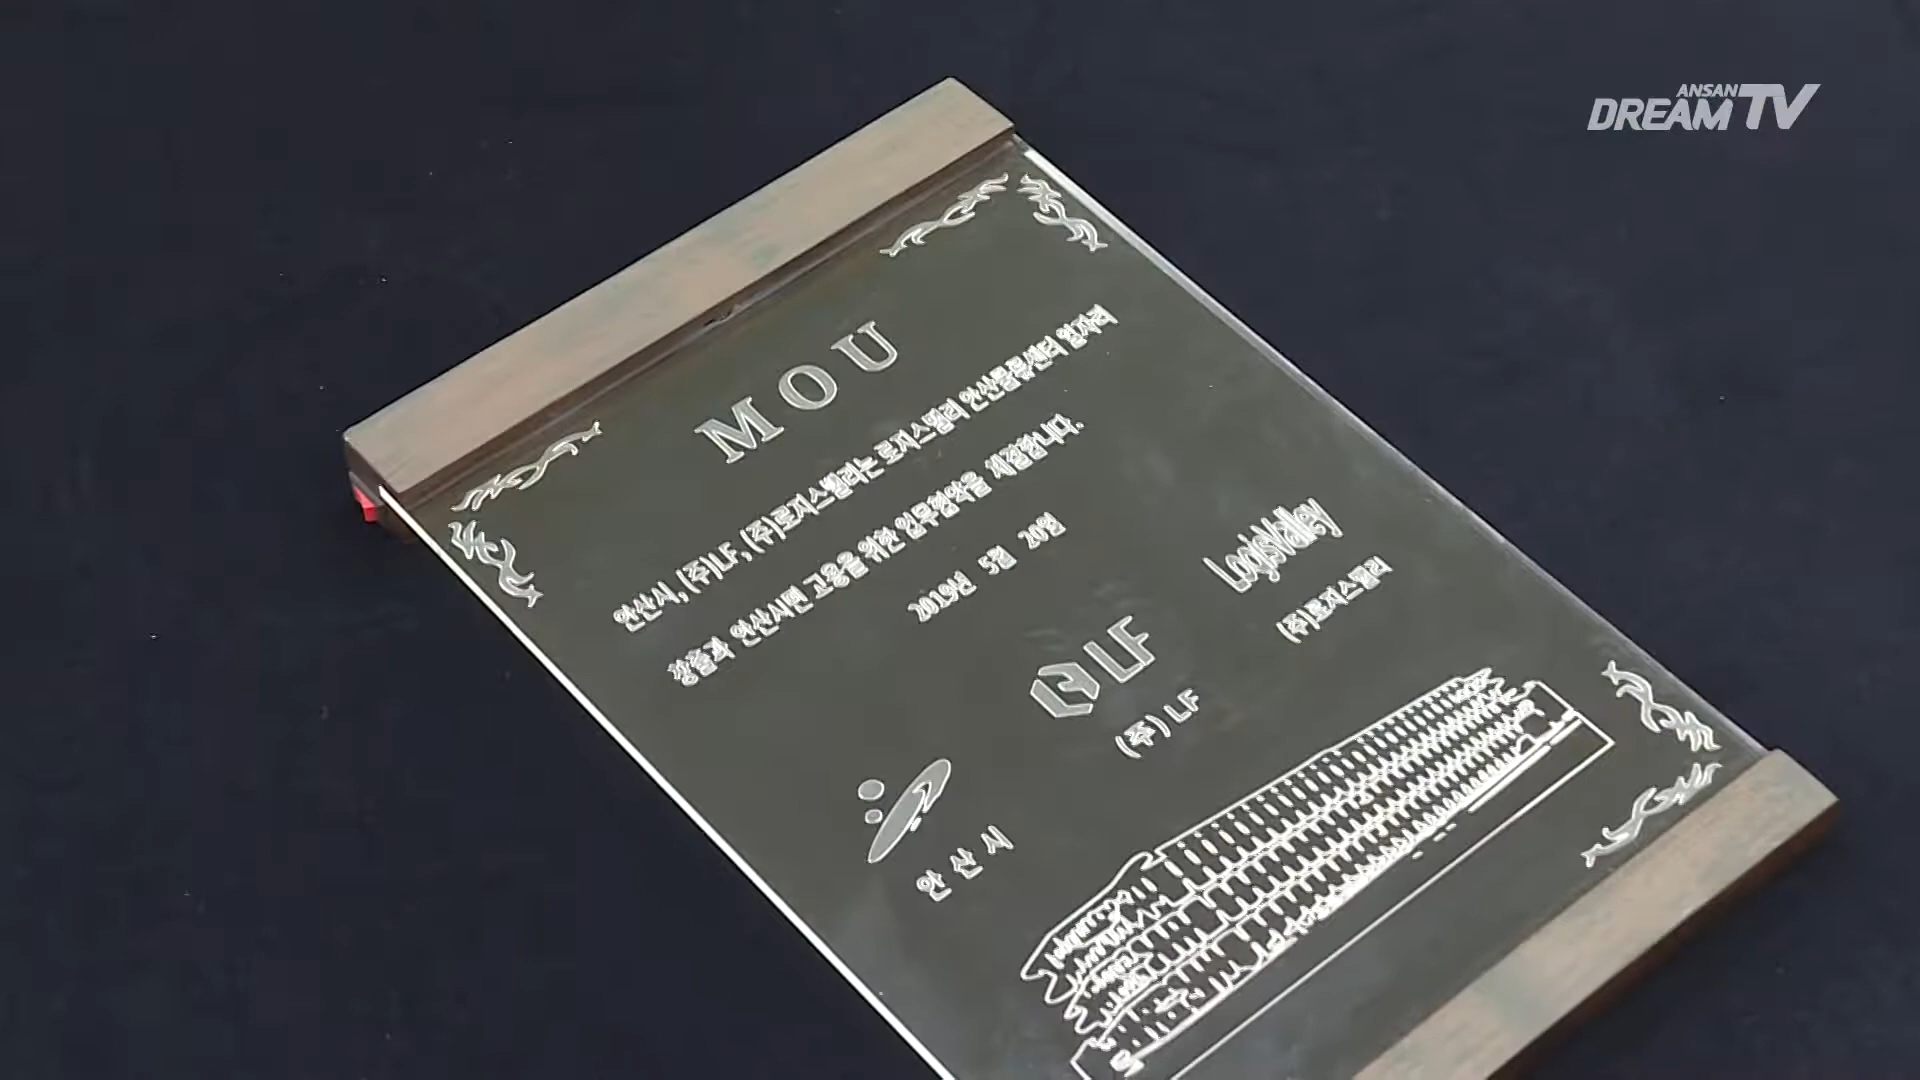 ANSAN
DREAM TV
MOU
안산시, (주)LF, (주)로지스밸리는 로지스밸리 안산물류센터 일자리
창출과 안산시민 고용을 위한 업무협약을 체결합니다.
2019년 5월 20일
LogisValley
(주)로지스밸리
LF
(주) LF
안 산 시